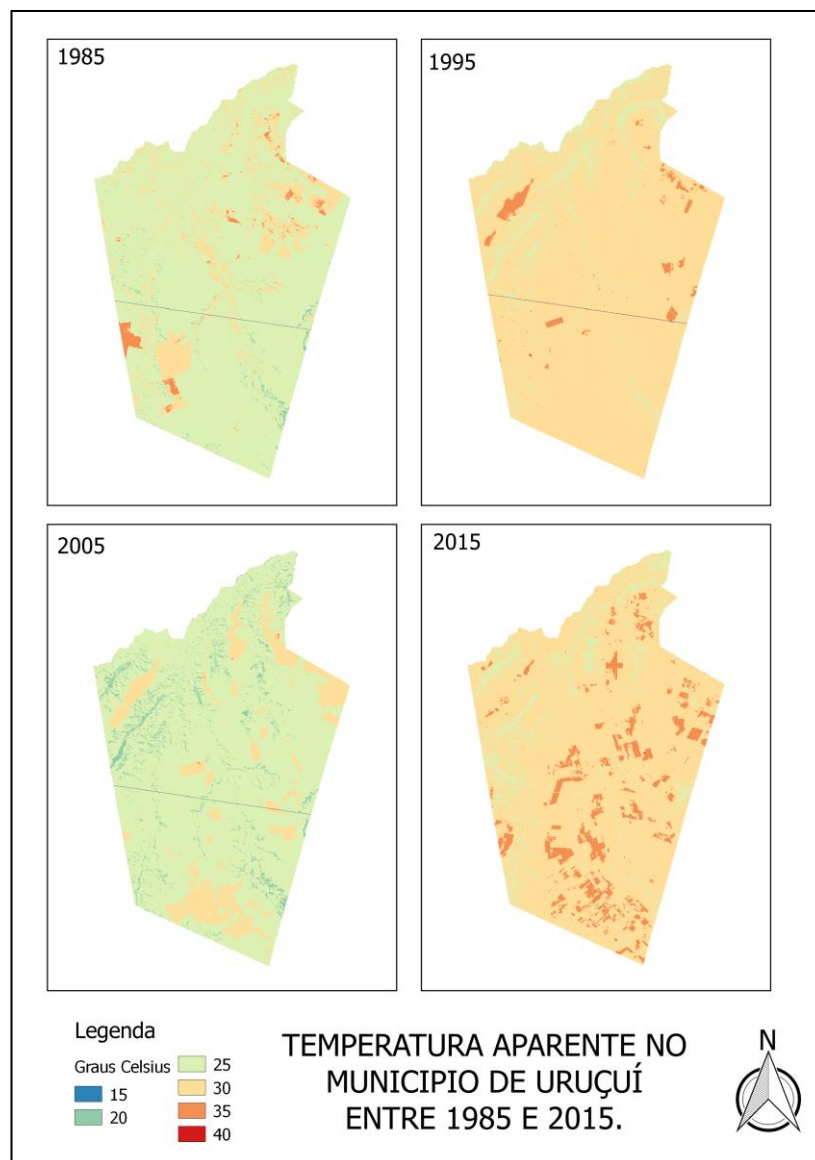 1985
1995
2005
2015
Legenda
Graus Celsius
15
20
25
30
35
40
TEMPERATURA APARENTE NO
MUNICIPIO DE URUÇUÍ
ENTRE 1985 E 2015.
N